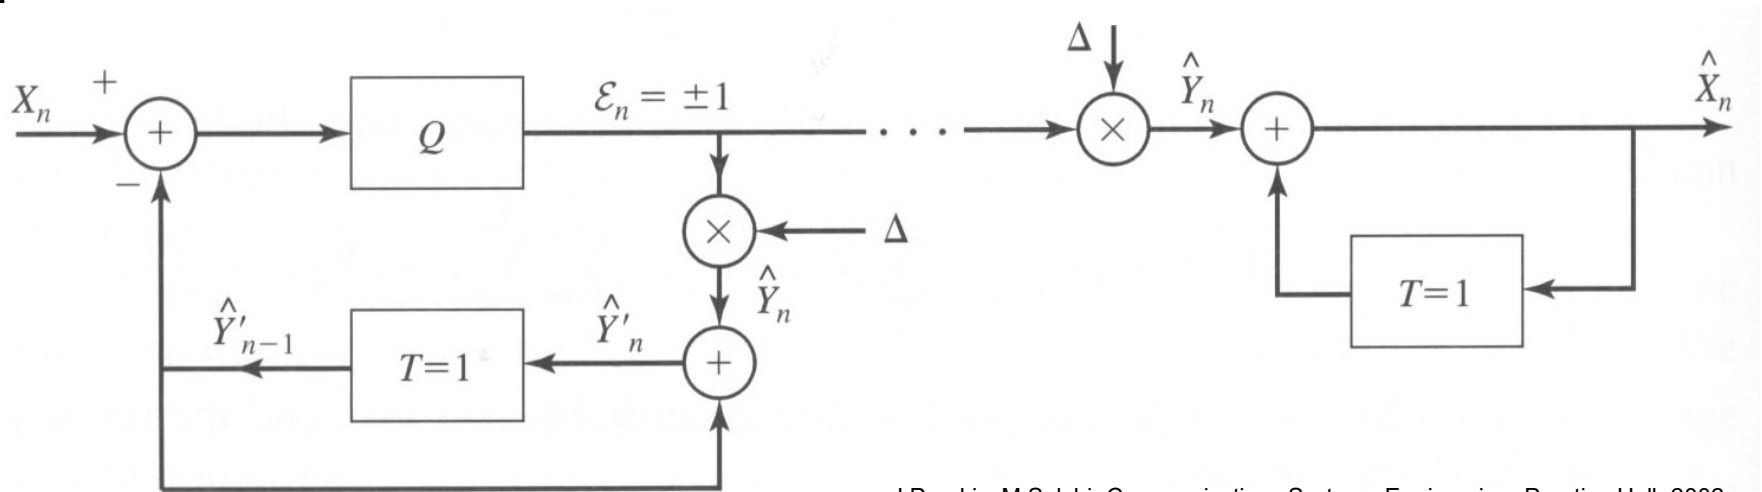 X_n
+
−
+
Q
ℰ_n = ±1
×
Δ
Ŷ_n
+
Ŷ'_n
T=1
Ŷ'_{n−1}
. . .
Δ
×
Ŷ_n
+
X̂_n
T=1